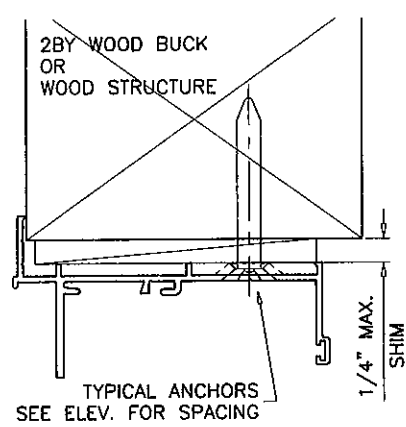 2BY WOOD BUCK
OR
WOOD STRUCTURE
1/4" MAX.
SHIM
TYPICAL ANCHORS
SEE ELEV. FOR SPACING